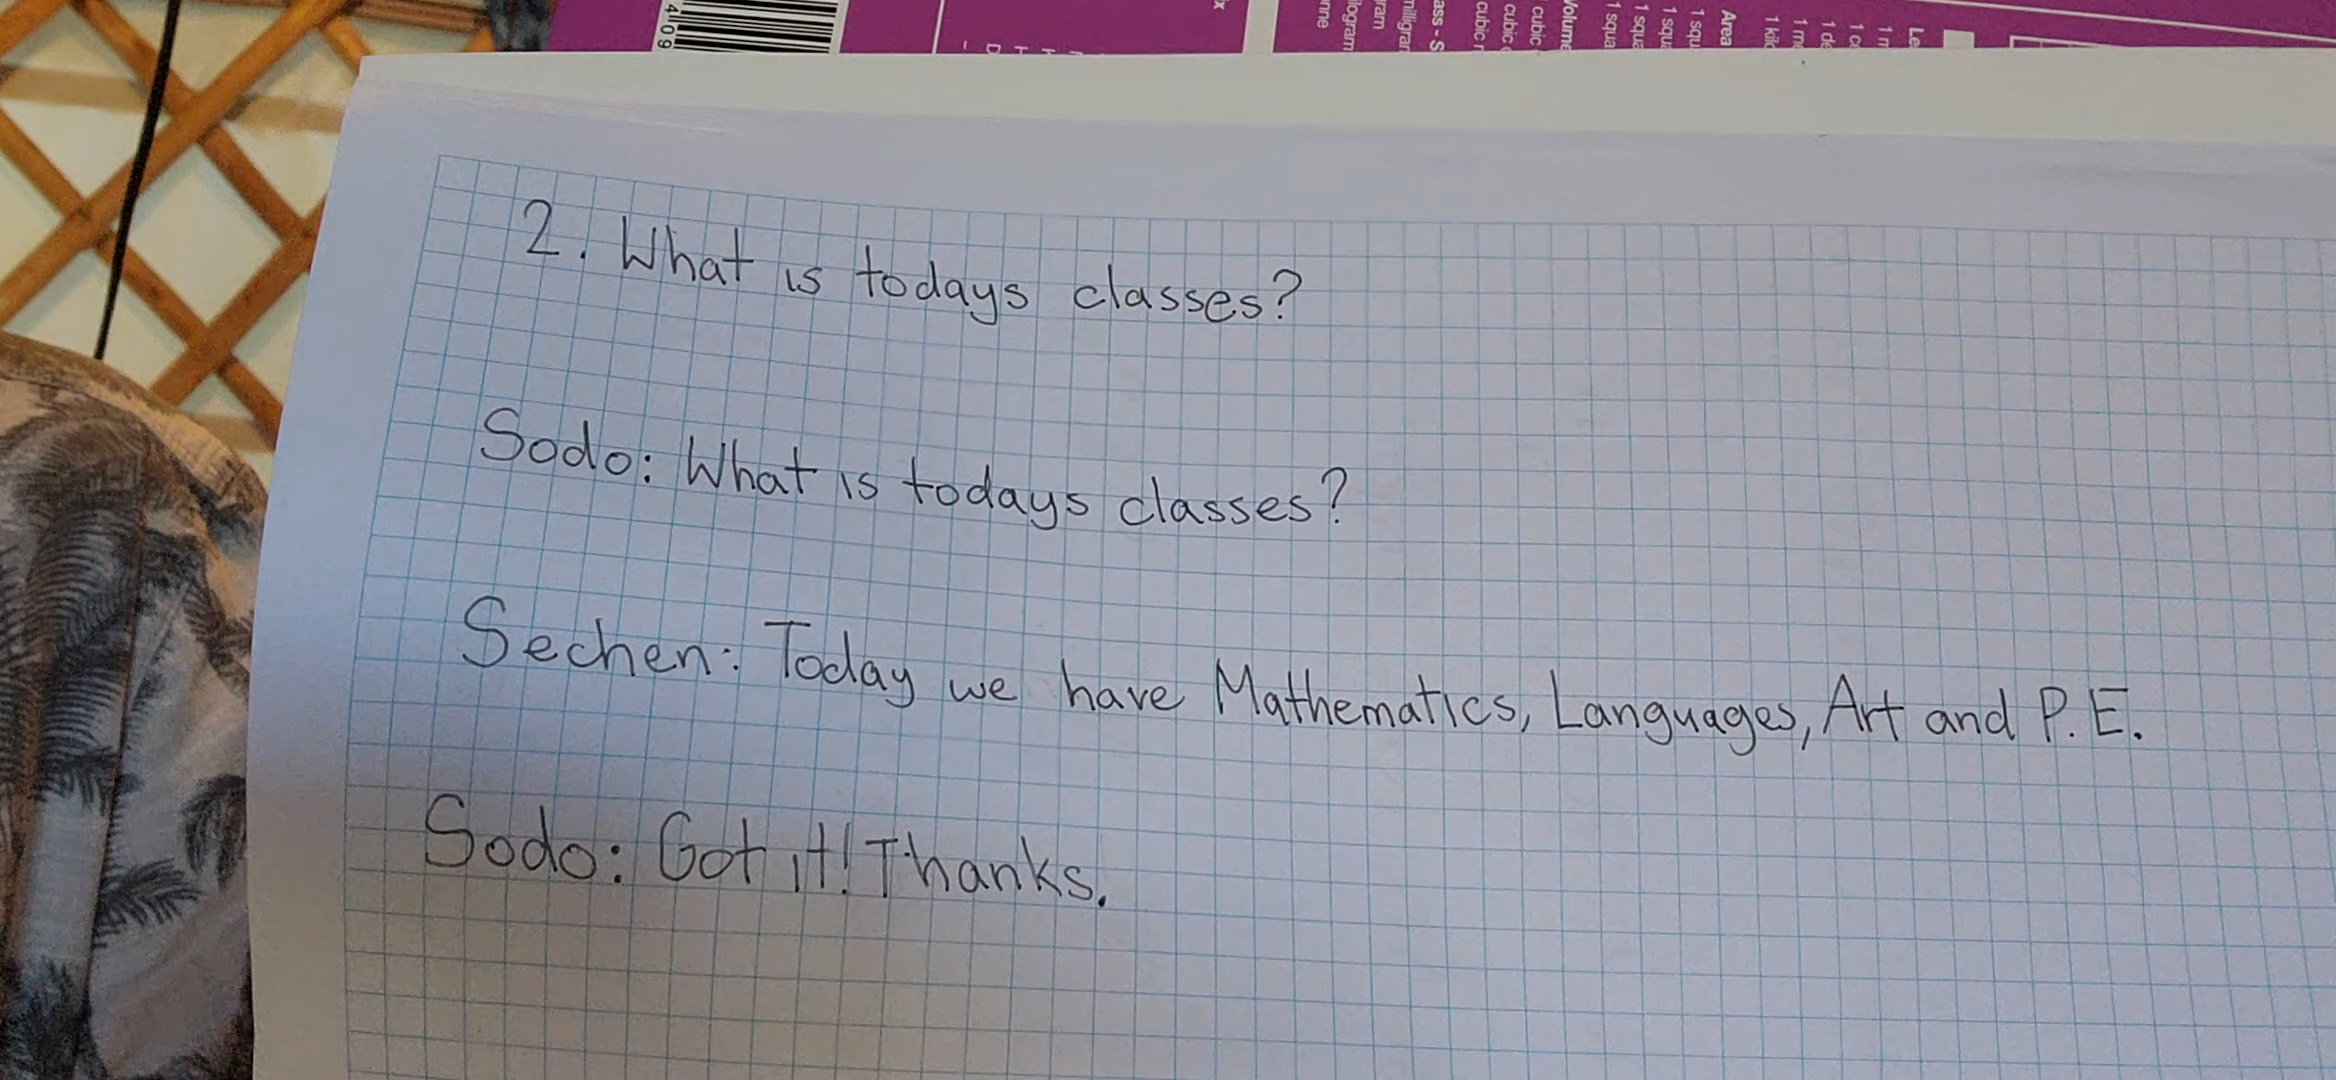 2. What is todays classes?
Sodo: What is todays classes?
Sechen: Today we have Mathematics, Languages, Art and P.E.
Sodo: Got it! Thanks.
Area